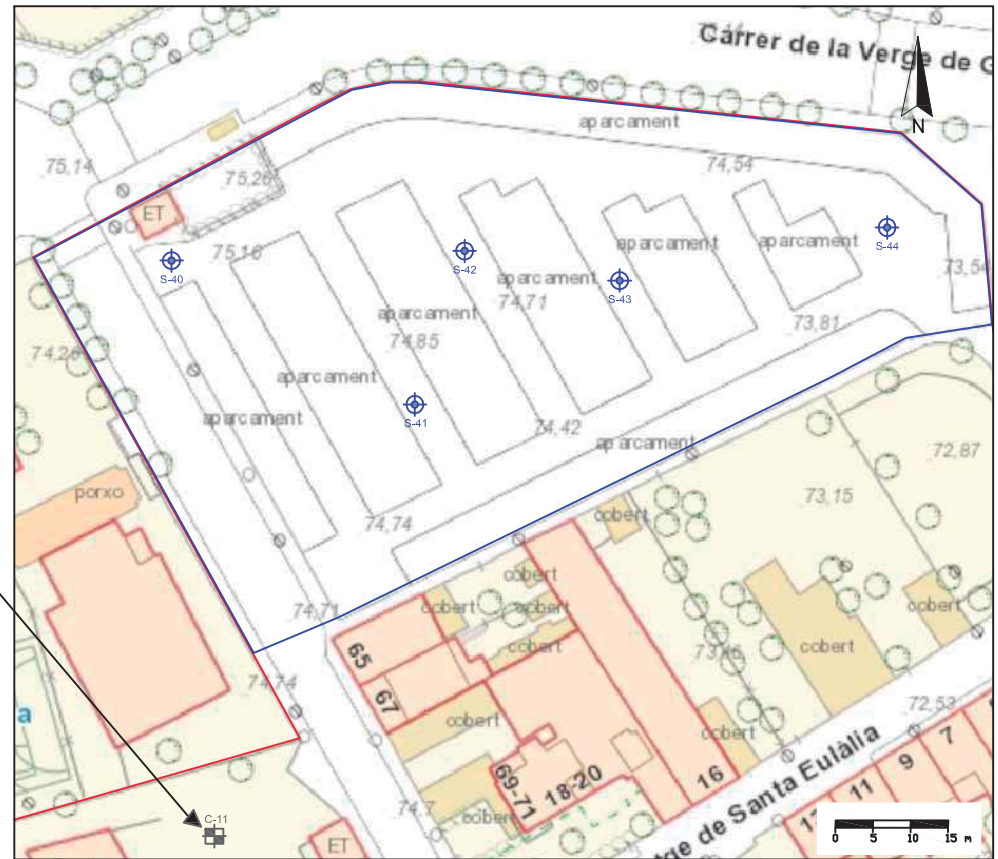 Carrer de la Verge de G
N
aparcament
75,14
75,26
74,54
ET
75,16
S-40
S-42
S-43
S-44
aparcament
aparcament
aparcament
73,54
74,71
aparcament
73,81
74,85
aparcament
aparcament
S-41
74,42
aparcament
72,87
porxo
73,15
74,74
cobert
cobert
74,71
cobert
cobert
cobert
65
cobert
cobert
67
74,74
cobert
72,53
cobert
a
16
69-71
18-20
7
9
11
74,7
cobert
tge de Santa Eulàlia
C-11
ET
0 5 10 15 m